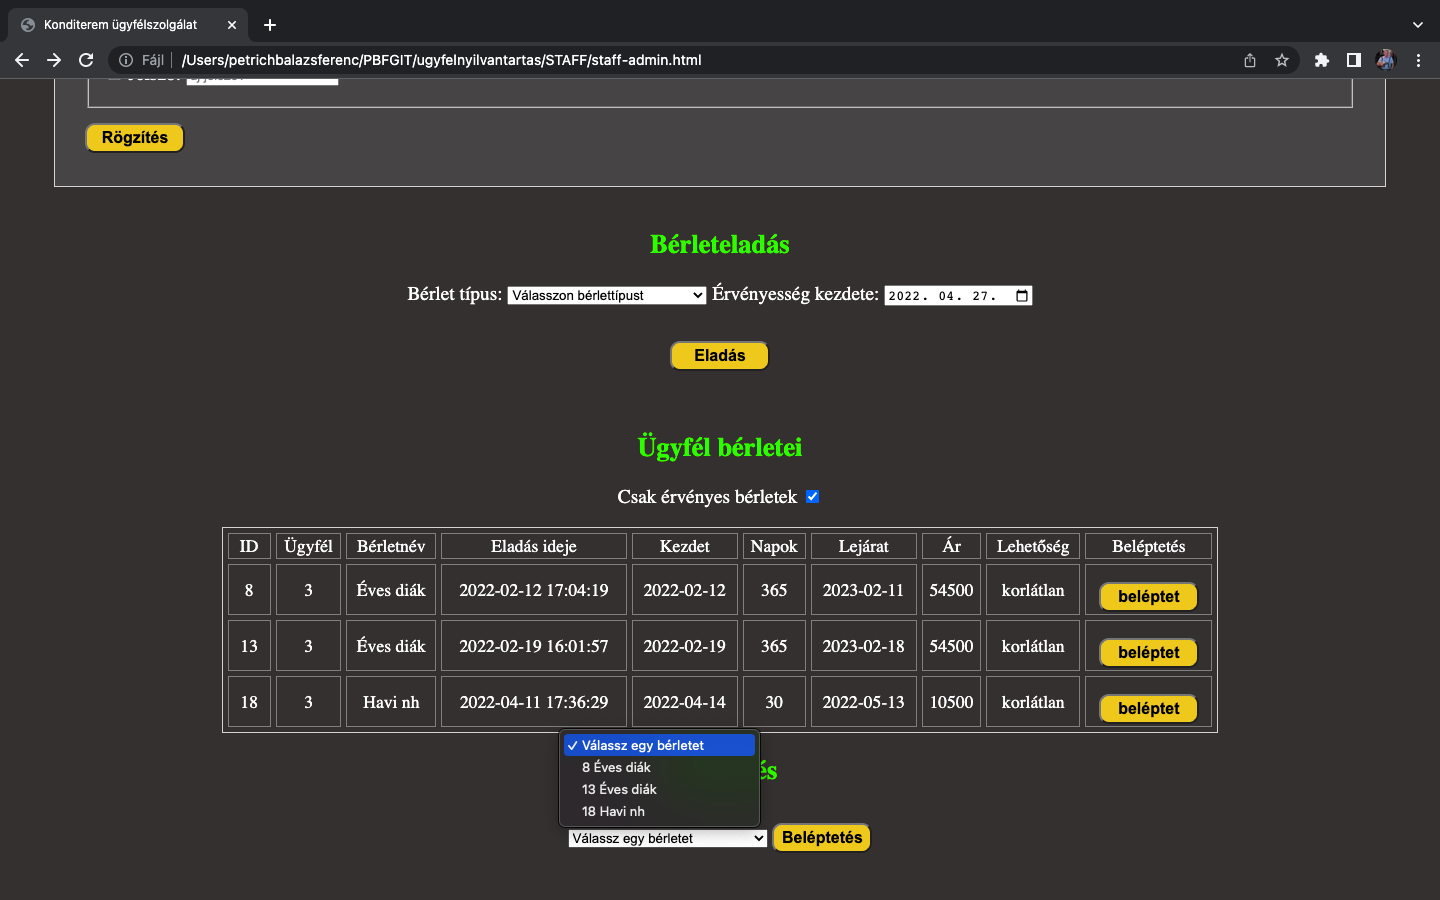 Konditerem ügyfélszolgálat
Fájl /Users/petrichbalazsferenc/PBFGIT/ugyfelnyilvantartas/STAFF/staff-admin.html
Rögzítés
Bérleteladás
Bérlet típus: Válasszon bérlettípust Érvényesség kezdete: 2022. 04. 27.
Eladás
Ügyfél bérletei
Csak érvényes bérletek
ID Ügyfél Bérletnév Eladás ideje Kezdet Napok Lejárat Ár Lehetőség Beléptetés
8 3 Éves diák 2022-02-12 17:04:19 2022-02-12 365 2023-02-11 54500 korlátlan beléptet
13 3 Éves diák 2022-02-19 16:01:57 2022-02-19 365 2023-02-18 54500 korlátlan beléptet
18 3 Havi nh 2022-04-11 17:36:29 2022-04-14 30 2022-05-13 10500 korlátlan beléptet
✓ Válassz egy bérletet
8 Éves diák
és
13 Éves diák
18 Havi nh
Válassz egy bérletet Beléptetés